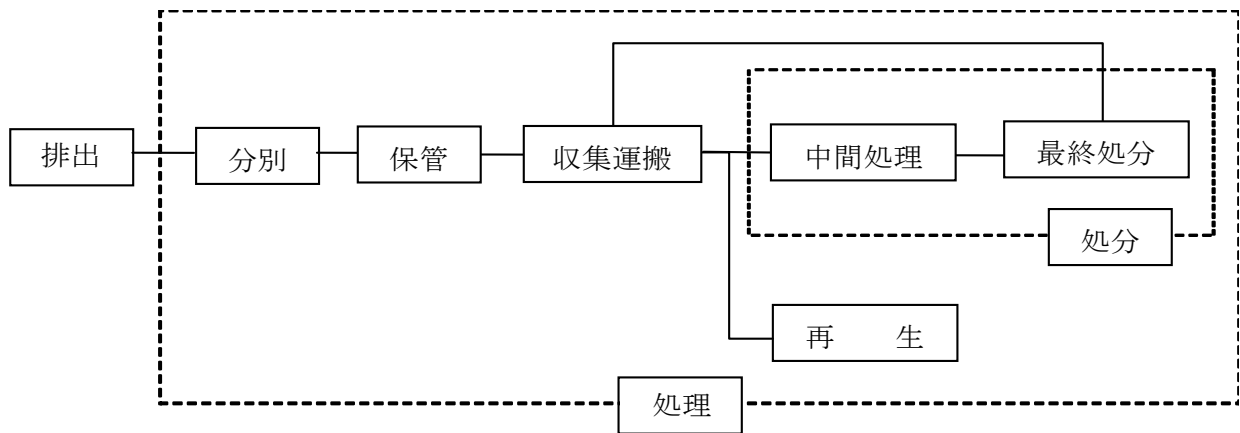 排出
分別
保管
収集運搬
中間処理
最終処分
処分
再　　生
処理